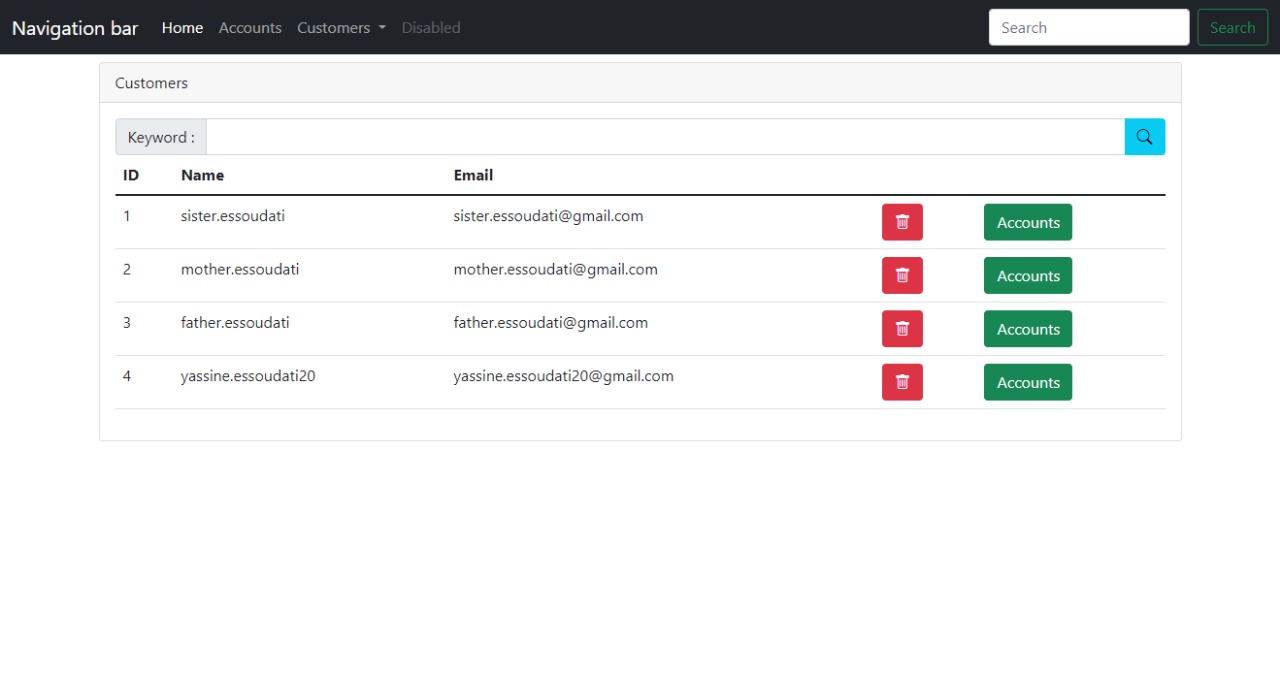 Navigation bar Home Accounts Customers Disabled Search Search
Customers
Keyword :
ID Name Email
1 sister.essoudati sister.essoudati@gmail.com Accounts
2 mother.essoudati mother.essoudati@gmail.com Accounts
3 father.essoudati father.essoudati@gmail.com Accounts
4 yassine.essoudati20 yassine.essoudati20@gmail.com Accounts